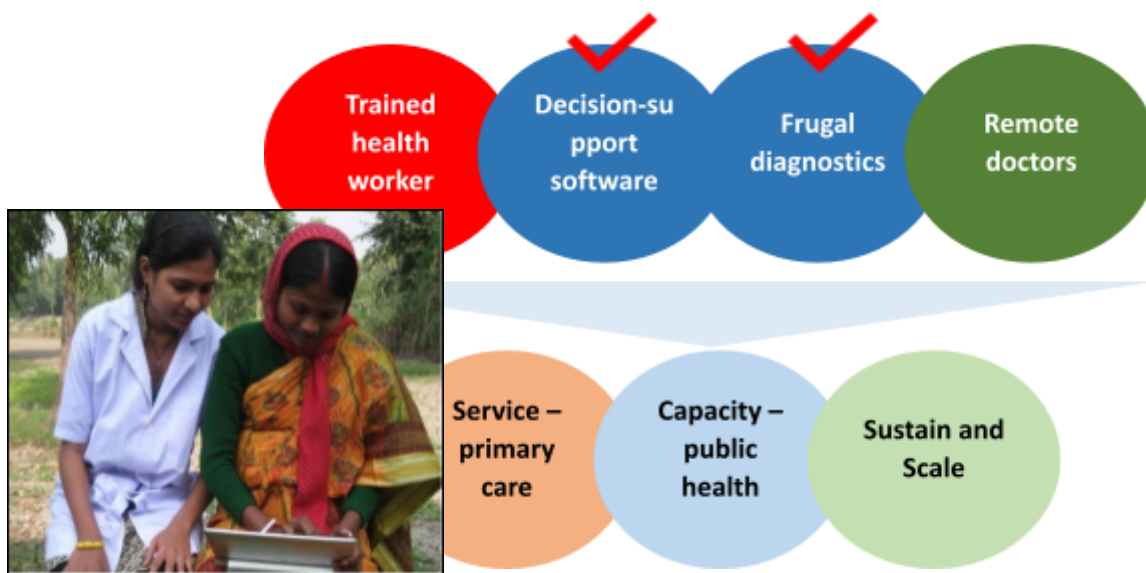 Trained
health
worker
Decision-su
pport
software
Frugal
diagnostics
Remote
doctors
Service –
primary
care
Capacity –
public
health
Sustain and
Scale